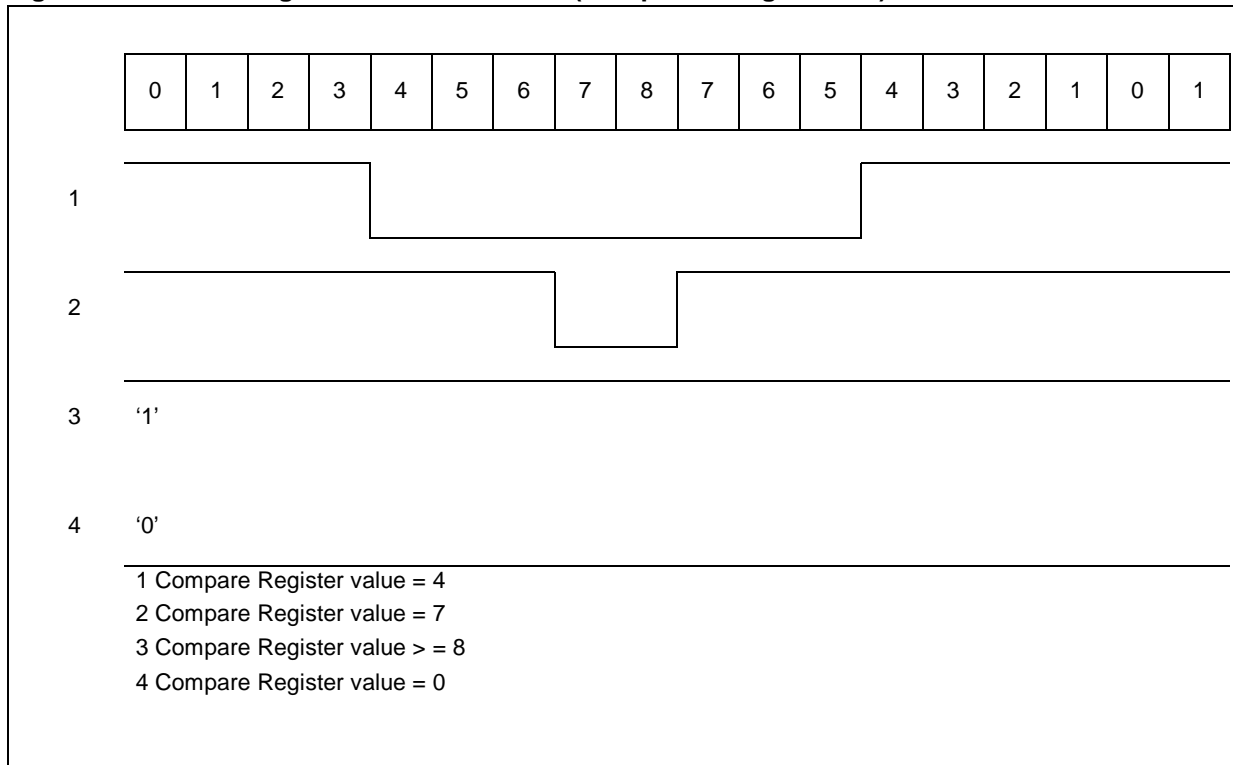 0 1 2 3 4 5 6 7 8 7 6 5 4 3 2 1 0 1
1
2
3 ‘1’
4 ‘0’
1 Compare Register value = 4
2 Compare Register value = 7
3 Compare Register value > = 8
4 Compare Register value = 0